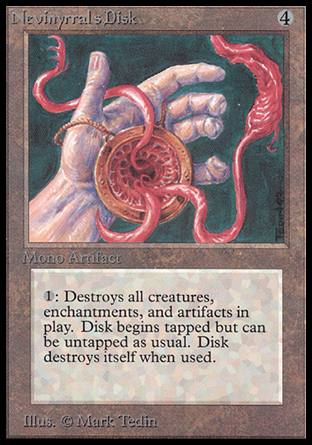 Nevinyrral's Disk 4
Mono Artifact
1: Destroys all creatures,
enchantments, and artifacts in
play. Disk begins tapped but can
be untapped as usual. Disk
destroys itself when used.
Illus. © Mark Tedin